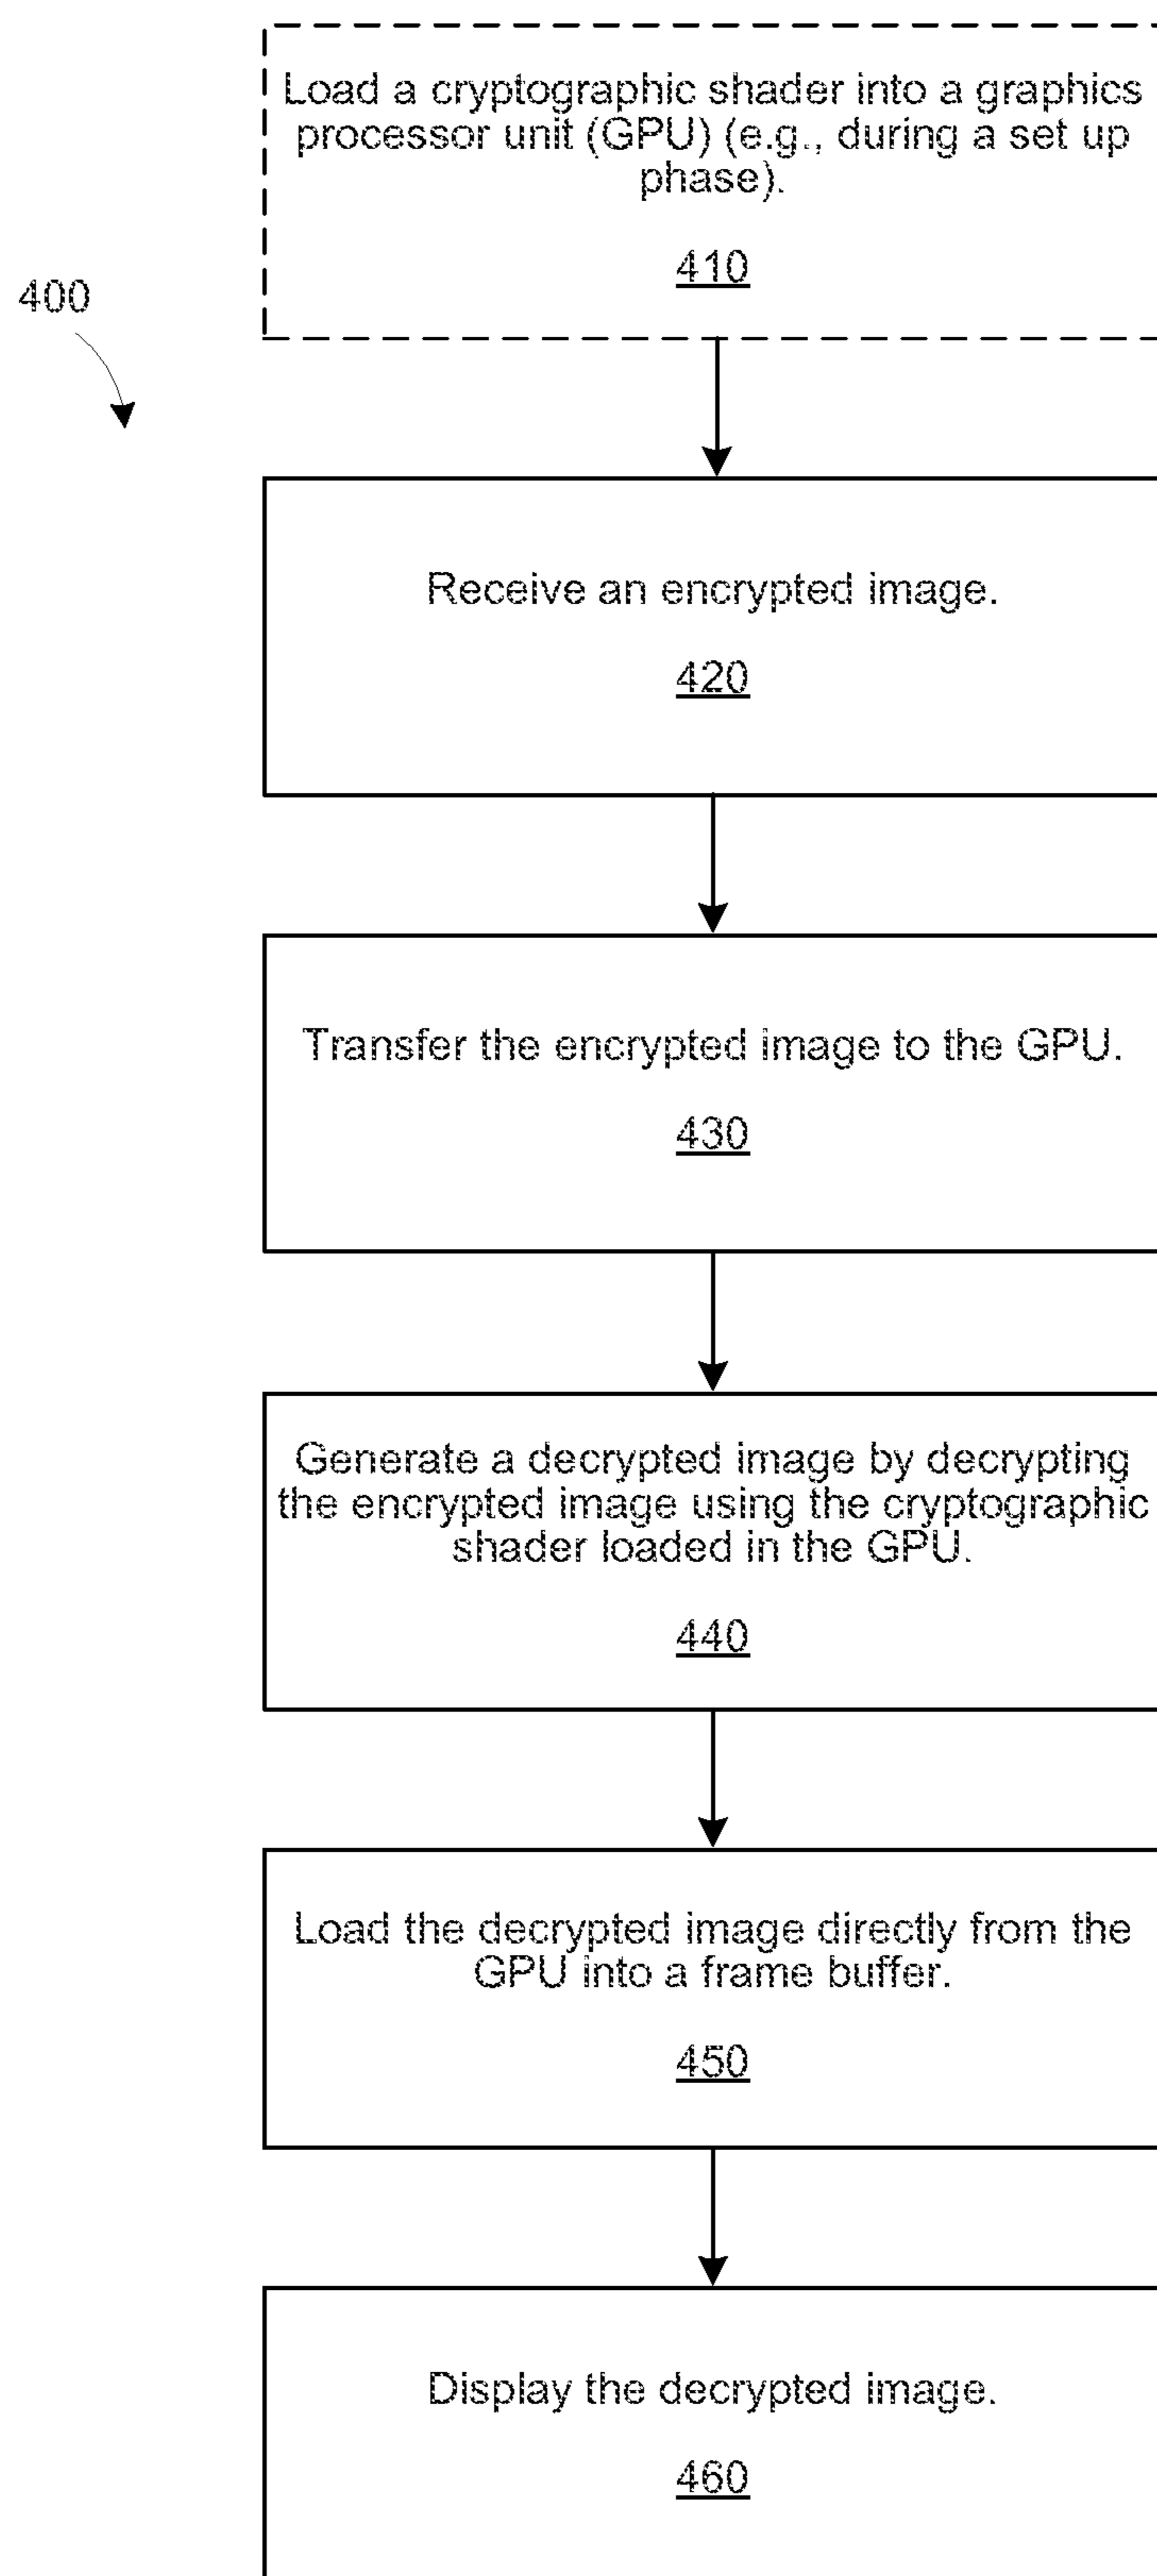 Load a cryptographic shader into a graphics
processor unit (GPU) (e.g., during a set up
phase).
410
400
Receive an encrypted image.
420
Transfer the encrypted image to the GPU.
430
Generate a decrypted image by decrypting
the encrypted image using the cryptographic
shader loaded in the GPU.
440
Load the decrypted image directly from the
GPU into a frame buffer.
450
Display the decrypted image.
460